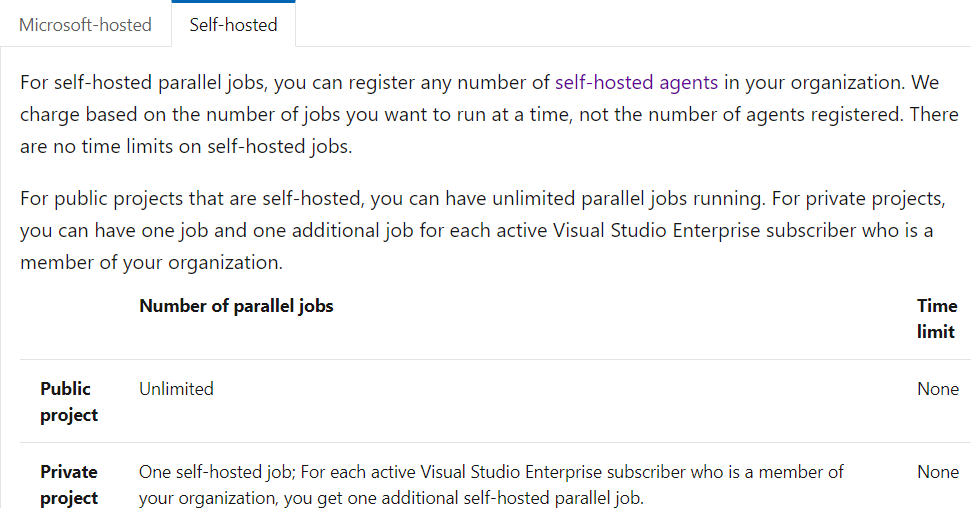 Microsoft-hosted
Self-hosted
For self-hosted parallel jobs, you can register any number of self-hosted agents in your organization. We
charge based on the number of jobs you want to run at a time, not the number of agents registered. There
are no time limits on self-hosted jobs.
For public projects that are self-hosted, you can have unlimited parallel jobs running. For private projects,
you can have one job and one additional job for each active Visual Studio Enterprise subscriber who is a
member of your organization.
Number of parallel jobs
Time
limit
Public
project
Unlimited
None
Private
project
One self-hosted job; For each active Visual Studio Enterprise subscriber who is a member of
your organization, you get one additional self-hosted parallel job.
None